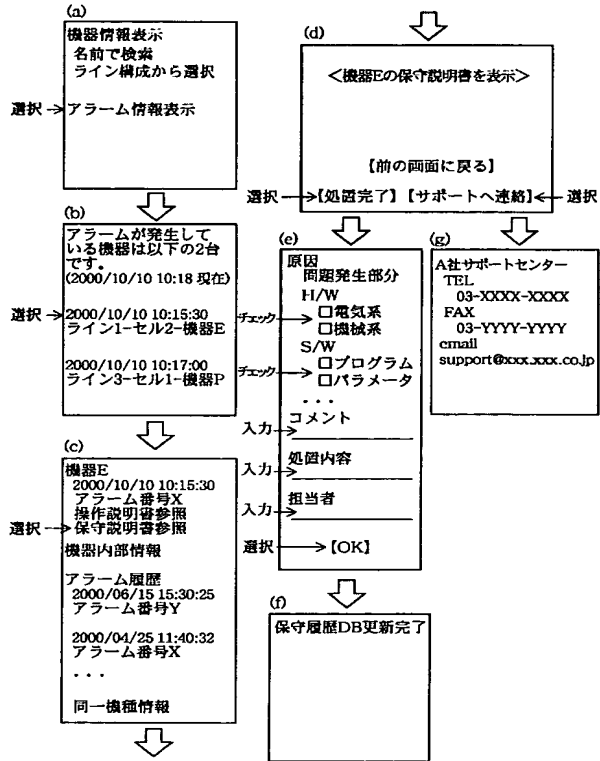 (a)
機器情報表示
名前で検索
ライン構成から選択
選択
アラーム情報表示
(b)
アラームが発生して
いる機器は以下の2台
です。
(2000/10/10 10:18 現在)
選択
2000/10/10 10:15:30
ライン1-セル2-機器E
2000/10/10 10:17:00
ライン3-セル1-機器P
(c)
機器E
2000/10/10 10:15:30
アラーム番号X
操作説明書参照
選択
保守説明書参照
機器内部情報
アラーム履歴
2000/06/15 15:30:25
アラーム番号Y
2000/04/25 11:40:32
アラーム番号X
・・・
同一機種情報
(d)
<機器Eの保守説明書を表示>
【前の画面に戻る】
選択
【処置完了】【サポートへ連絡】
選択
(e)
原因
問題発生部分
H/W
チェック
□電気系
□機械系
S/W
チェック
□プログラム
□パラメータ
・・・
コメント
入力
処置内容
入力
担当者
入力
選択
【OK】
(f)
保守履歴DB更新完了
(g)
A社サポートセンター
TEL
03-XXXX-XXXX
FAX
03-YYYY-YYYY
email
support@xxx.xxx.co.jp